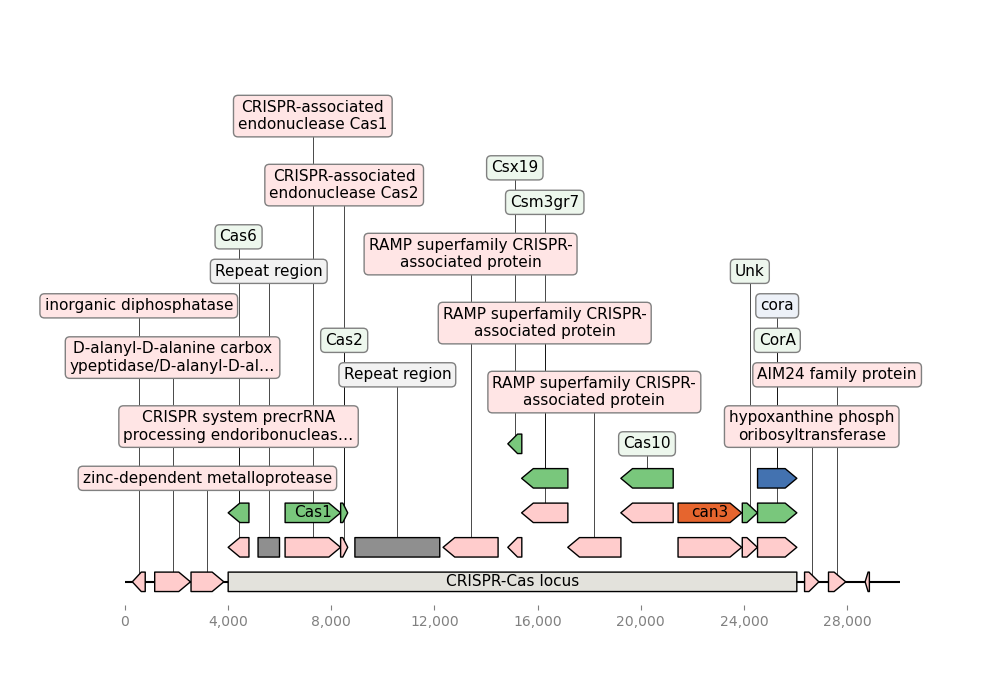 CRISPR-associated
endonuclease Cas1
Csx19
CRISPR-associated
endonuclease Cas2
Csm3gr7
Cas6
RAMP superfamily CRISPR-
associated protein
Repeat region
Unk
inorganic diphosphatase
RAMP superfamily CRISPR-
associated protein
cora
D-alanyl-D-alanine carbox
ypeptidase/D-alanyl-D-al...
Cas2
CorA
Repeat region
RAMP superfamily CRISPR-
associated protein
AIM24 family protein
CRISPR system precrRNA
processing endoribonucleas...
hypoxanthine phosph
oribosyltransferase
Cas10
zinc-dependent metalloprotease
Cas1
can3
CRISPR-Cas locus
0
4,000
8,000
12,000
16,000
20,000
24,000
28,000